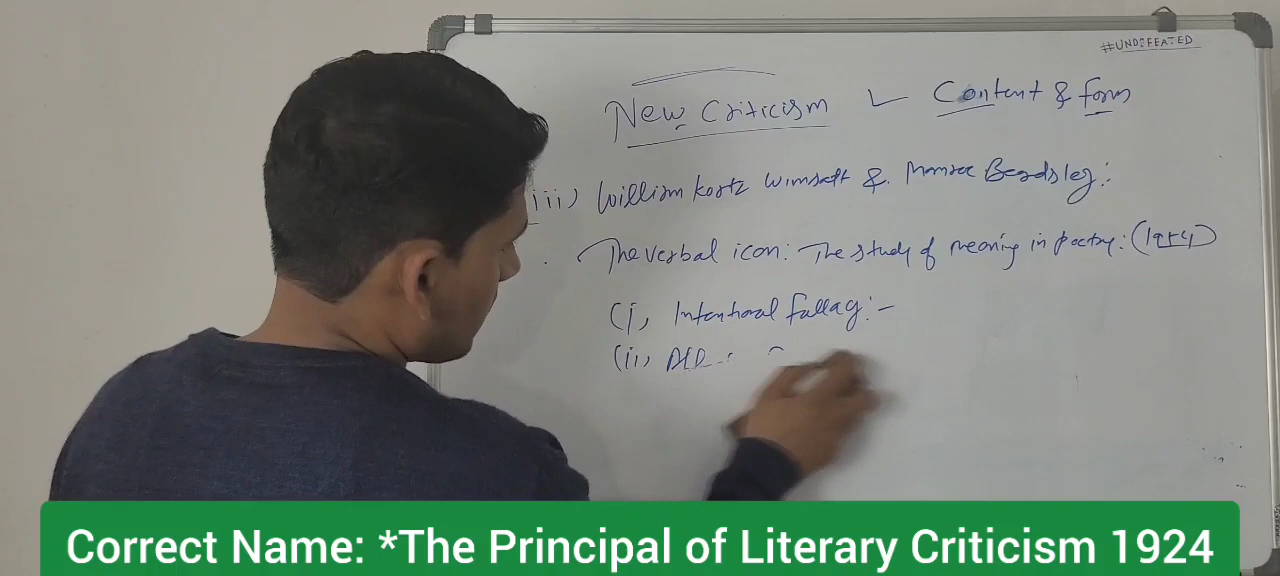 #UNDEFEATED
New Criticism Content & form
iii) William Kurtz Wimsatt & Monroe Beardsley:
The verbal icon: The study of meaning in poetry: (1954)
(i) Intentional fallacy:-
(ii)
Correct Name: *The Principal of Literary Criticism 1924